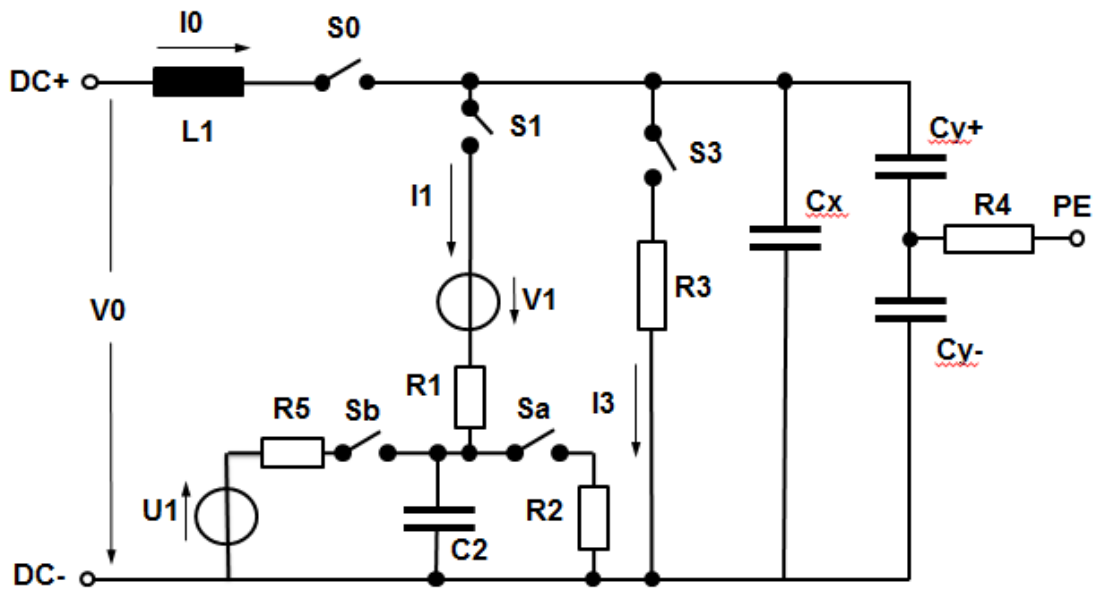 I0
S0
DC+
L1
S1
Cy+
S3
I1
Cx
R4
PE
V0
V1
R3
Cy-
R1
R5
Sb
Sa
I3
U1
C2
R2
DC-